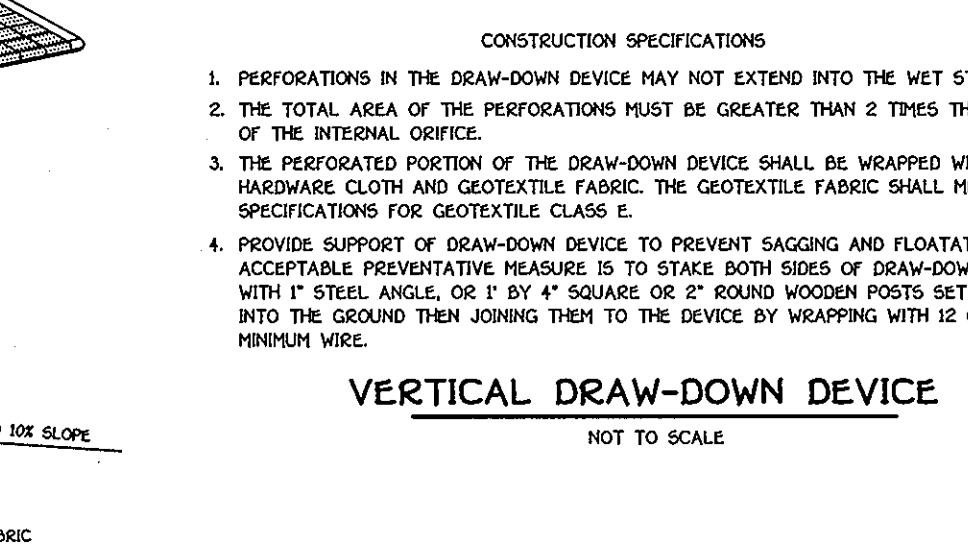 CONSTRUCTION SPECIFICATIONS
1. PERFORATIONS IN THE DRAW-DOWN DEVICE MAY NOT EXTEND INTO THE WET
2. THE TOTAL AREA OF THE PERFORATIONS MUST BE GREATER THAN 2 TIMES
OF THE INTERNAL ORIFICE.
3. THE PERFORATED PORTION OF THE DRAW-DOWN DEVICE SHALL BE WRAPPED
HARDWARE CLOTH AND GEOTEXTILE FABRIC. THE GEOTEXTILE FABRIC SHALL
SPECIFICATIONS FOR GEOTEXTILE CLASS E.
4. PROVIDE SUPPORT OF DRAW-DOWN DEVICE TO PREVENT SAGGING AND
ACCEPTABLE PREVENTATIVE MEASURE IS TO STAKE BOTH SIDES OF
WITH 1" STEEL ANGLE, OR 1' BY 4" SQUARE OR 2" ROUND WOODEN POSTS SET
INTO THE GROUND THEN JOINING THEM TO THE DEVICE BY WRAPPING WITH 12
MINIMUM WIRE.
VERTICAL DRAW-DOWN DEVICE
NOT TO SCALE
10% SLOPE